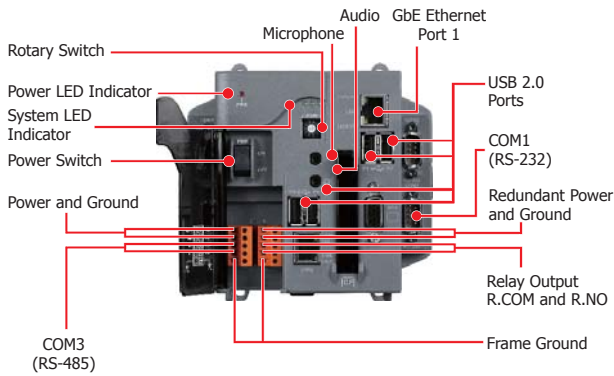 Audio
GbE Ethernet
Port 1
Microphone
Rotary Switch
Power LED Indicator
System LED
Indicator
Power Switch
Power and Ground
COM3
(RS-485)
USB 2.0
Ports
COM1
(RS-232)
Redundant Power
and Ground
Relay Output
R.COM and R.NO
Frame Ground